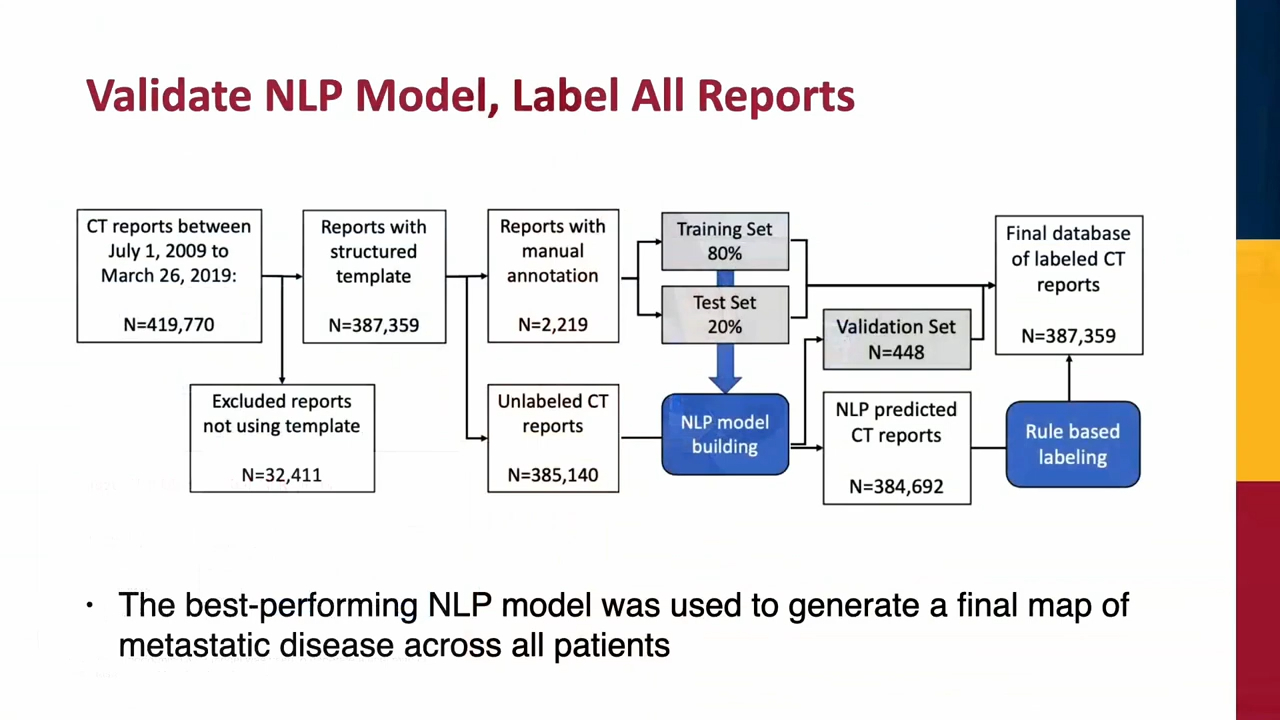 Validate NLP Model, Label All Reports
CT reports between
July 1, 2009 to
March 26, 2019:
N=419,770
Excluded reports
not using template
N=32,411
Reports with
structured
template
N=387,359
Reports with
manual
annotation
N=2,219
Unlabeled CT
reports
N=385,140
Training Set
80%
Test Set
20%
NLP model
building
Validation Set
N=448
NLP predicted
CT reports
N=384,692
Rule based
labeling
Final database
of labeled CT
reports
N=387,359
• The best-performing NLP model was used to generate a final map of
metastatic disease across all patients